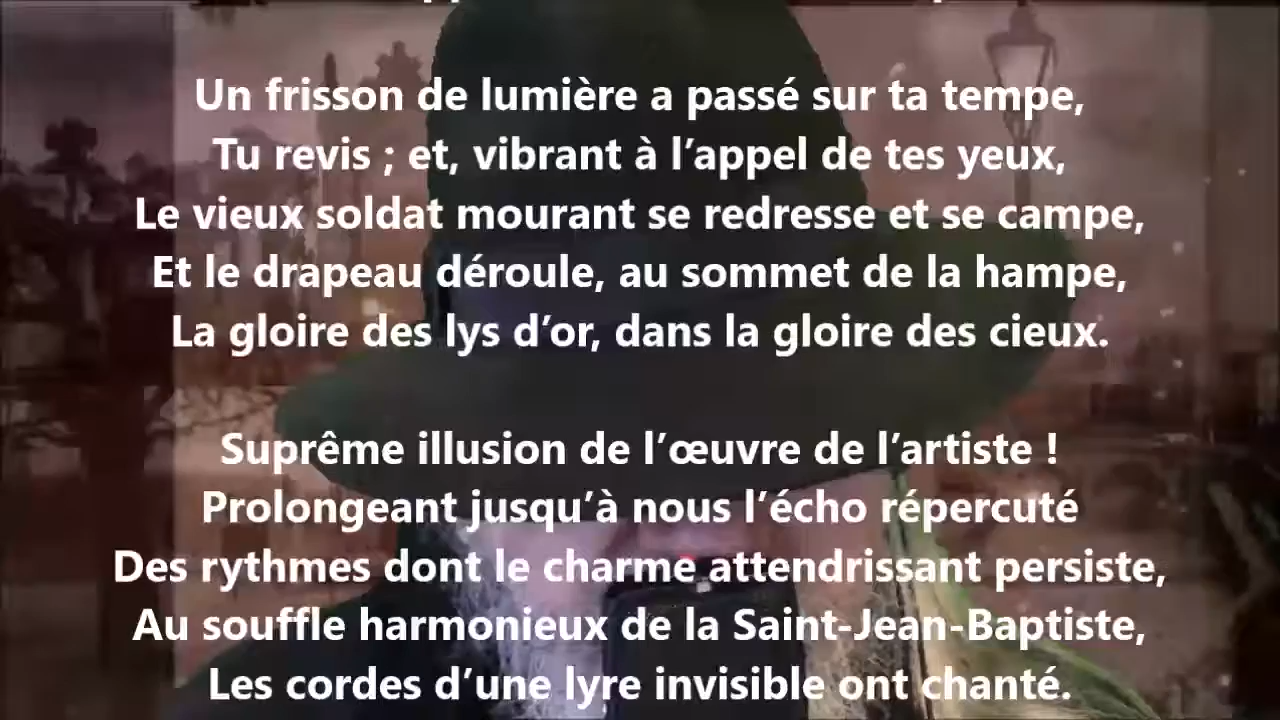 Un frisson de lumière a passé sur ta tempe,
Tu revis ; et, vibrant à l’appel de tes yeux,
Le vieux soldat mourant se redresse et se campe,
Et le drapeau déroule, au sommet de la hampe,
La gloire des lys d’or, dans la gloire des cieux.
Suprême illusion de l’œuvre de l’artiste !
Prolongeant jusqu’à nous l’écho répercuté
Des rythmes dont le charme attendrissant persiste,
Au souffle harmonieux de la Saint-Jean-Baptiste,
Les cordes d’une lyre invisible ont chanté.